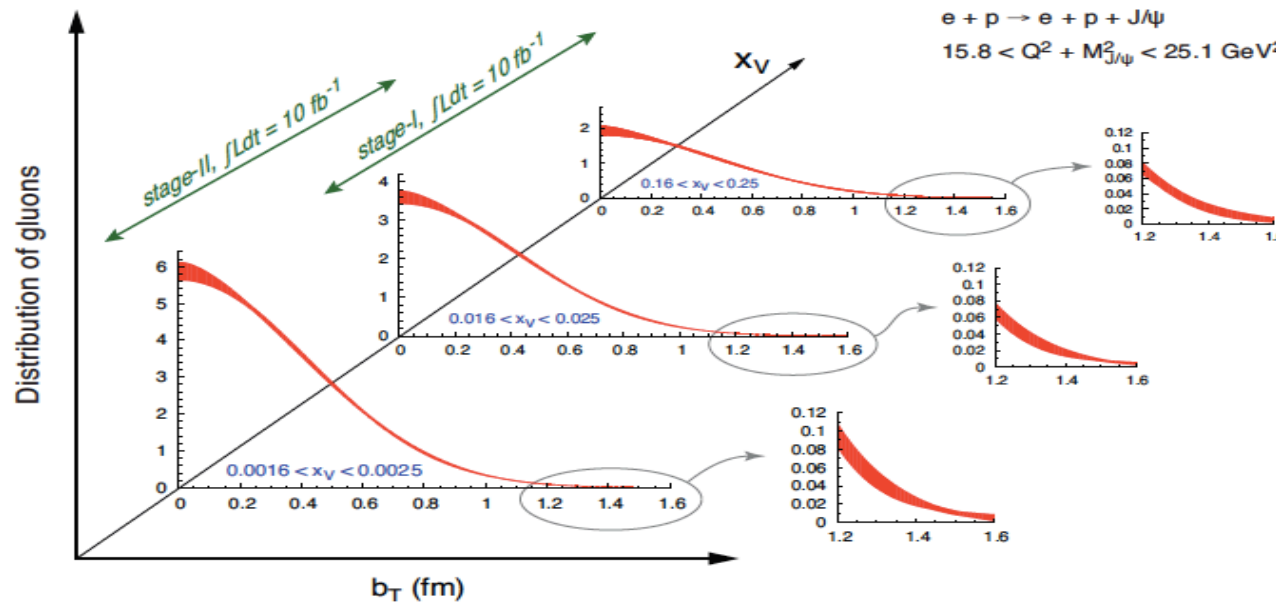 e + p → e + p + J/ψ
15.8 < Q² + M²J/ψ < 25.1 GeV²
stage-II, ∫Ldt = 10 fb⁻¹
stage-I, ∫Ldt = 10 fb⁻¹
xV
Distribution of gluons
bT (fm)
2
1
0
0.16 < xV < 0.25
0 0.2 0.4 0.6 0.8 1 1.2 1.4 1.6
0.12
0.1
0.08
0.06
0.04
0.02
0
1.2 1.4
4
3
2
1
0
0.016 < xV < 0.025
0 0.2 0.4 0.6 0.8 1 1.2 1.4 1.6
0.12
0.1
0.08
0.06
0.04
0.02
0
1.2 1.4 1.6
6
5
4
3
2
1
0
0.0016 < xV < 0.0025
0 0.2 0.4 0.6 0.8 1 1.2 1.4 1.6
0.12
0.1
0.08
0.06
0.04
0.02
0
1.2 1.4 1.6